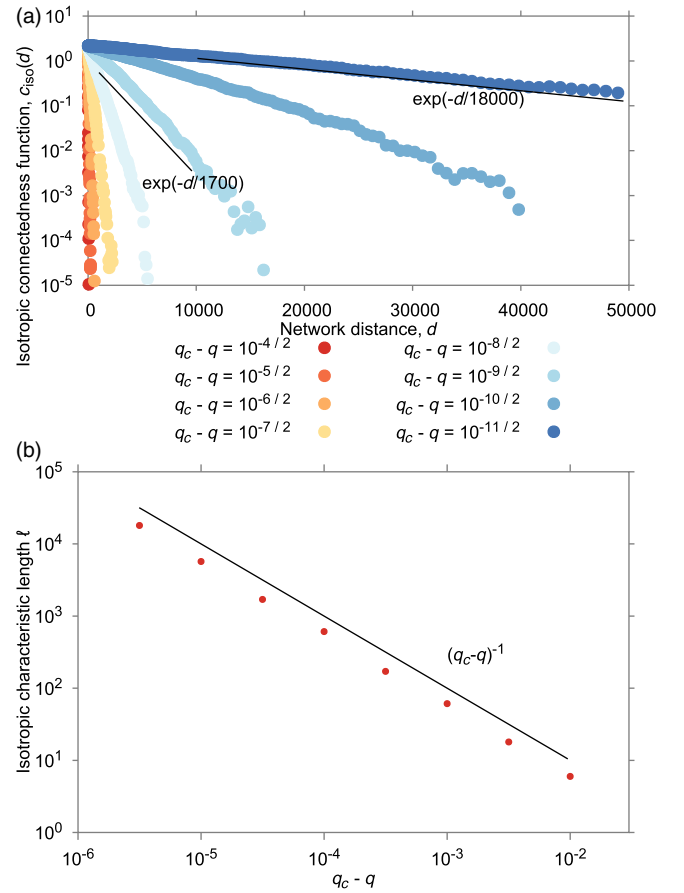 (a)
Isotropic connectedness function, c_iso(d)
10^1
10^0
10^-1
10^-2
10^-3
10^-4
10^-5
exp(-d/18000)
exp(-d/1700)
0 10000 20000 30000 40000 50000
Network distance, d
q_c - q = 10^-4 / 2
q_c - q = 10^-5 / 2
q_c - q = 10^-6 / 2
q_c - q = 10^-7 / 2
q_c - q = 10^-8 / 2
q_c - q = 10^-9 / 2
q_c - q = 10^-10 / 2
q_c - q = 10^-11 / 2
(b)
Isotropic characteristic length ℓ
10^5
10^4
10^3
10^2
10^1
10^0
(q_c-q)^-1
10^-6 10^-5 10^-4 10^-3 10^-2
q_c - q